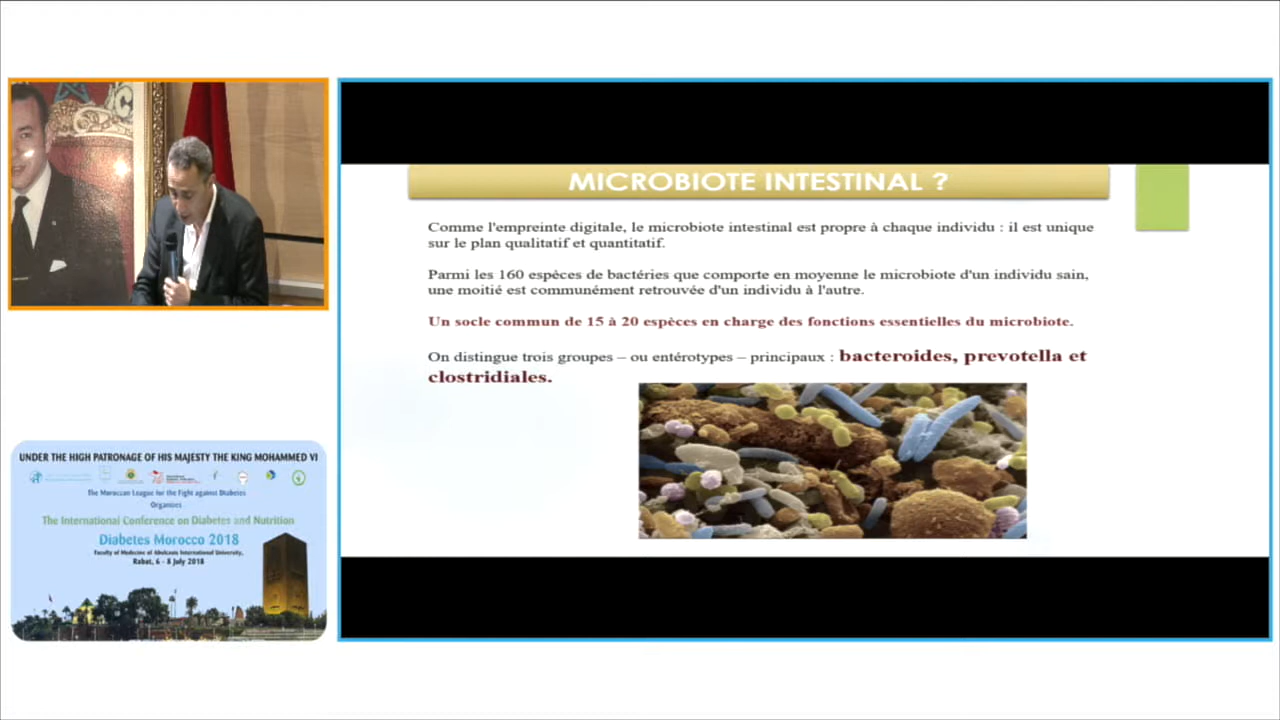 MICROBIOTE INTESTINAL ?
Comme l'empreinte digitale, le microbiote intestinal est propre à chaque individu : il est unique
sur le plan qualitatif et quantitatif.
Parmi les 160 espèces de bactéries que comporte en moyenne le microbiote d'un individu sain,
une moitié est communément retrouvée d'un individu à l'autre.
Un socle commun de 15 à 20 espèces en charge des fonctions essentielles du microbiote.
On distingue trois groupes – ou entérotypes – principaux : bacteroides, prevotella et
clostridiales.
UNDER THE HIGH PATRONAGE OF HIS MAJESTY THE KING MOHAMMED VI
The Moroccan League for the Fight against Diabetes
Organizes
The International Conference on Diabetes and Nutrition
Diabetes Morocco 2018
Faculty of Medicine of Abulcasis International University,
Rabat, 6 - 8 July 2018